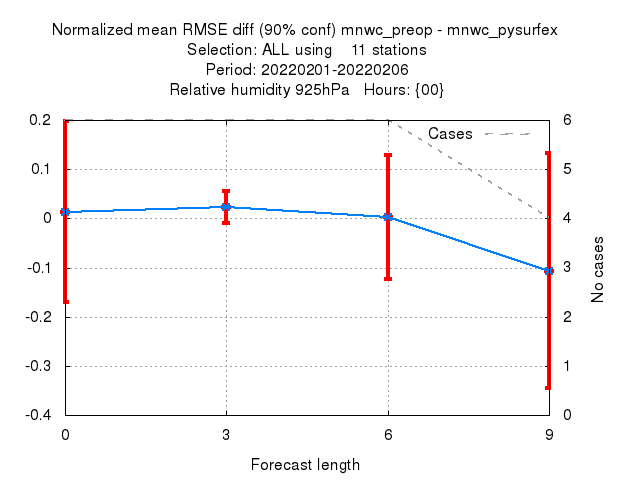 Normalized mean RMSE diff (90% conf) mnwc_preop - mnwc_pysurfex
Selection: ALL using    11 stations
Period: 20220201-20220206
Relative humidity 925hPa   Hours: {00}
Cases
0.2
0.1
0
-0.1
-0.2
-0.3
-0.4
6
5
4
3
2
1
0
No cases
0 3 6 9
Forecast length